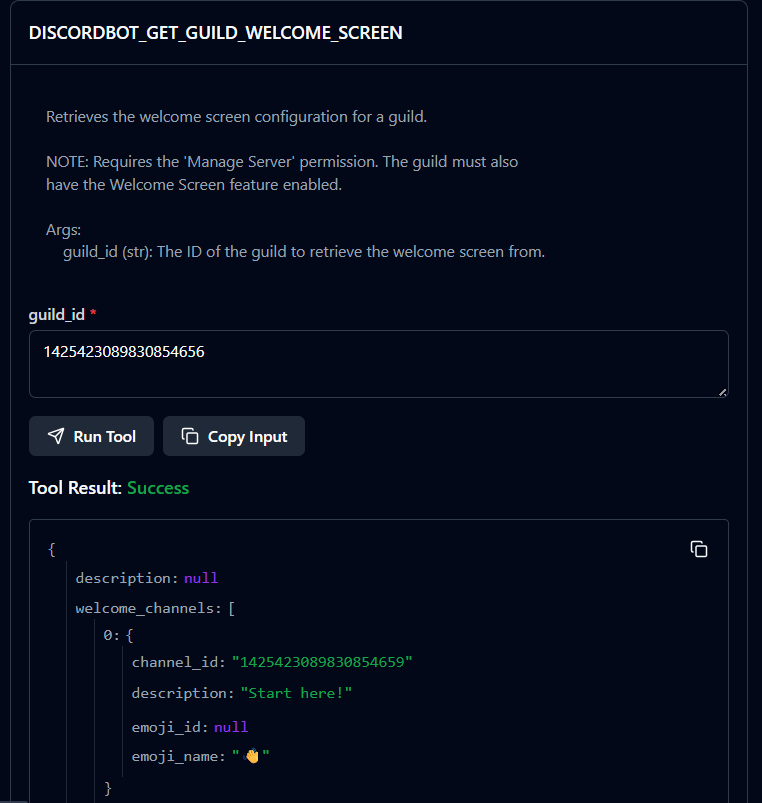 DISCORDBOT_GET_GUILD_WELCOME_SCREEN
Retrieves the welcome screen configuration for a guild.
NOTE: Requires the 'Manage Server' permission. The guild must also
have the Welcome Screen feature enabled.
Args:
guild_id (str): The ID of the guild to retrieve the welcome screen from.
guild_id *
1425423089830854656
Run Tool Copy Input
Tool Result: Success
{
description: null
welcome_channels: [
0: {
channel_id: "1425423089830854659"
description: "Start here!"
emoji_id: null
emoji_name: "👋"
}